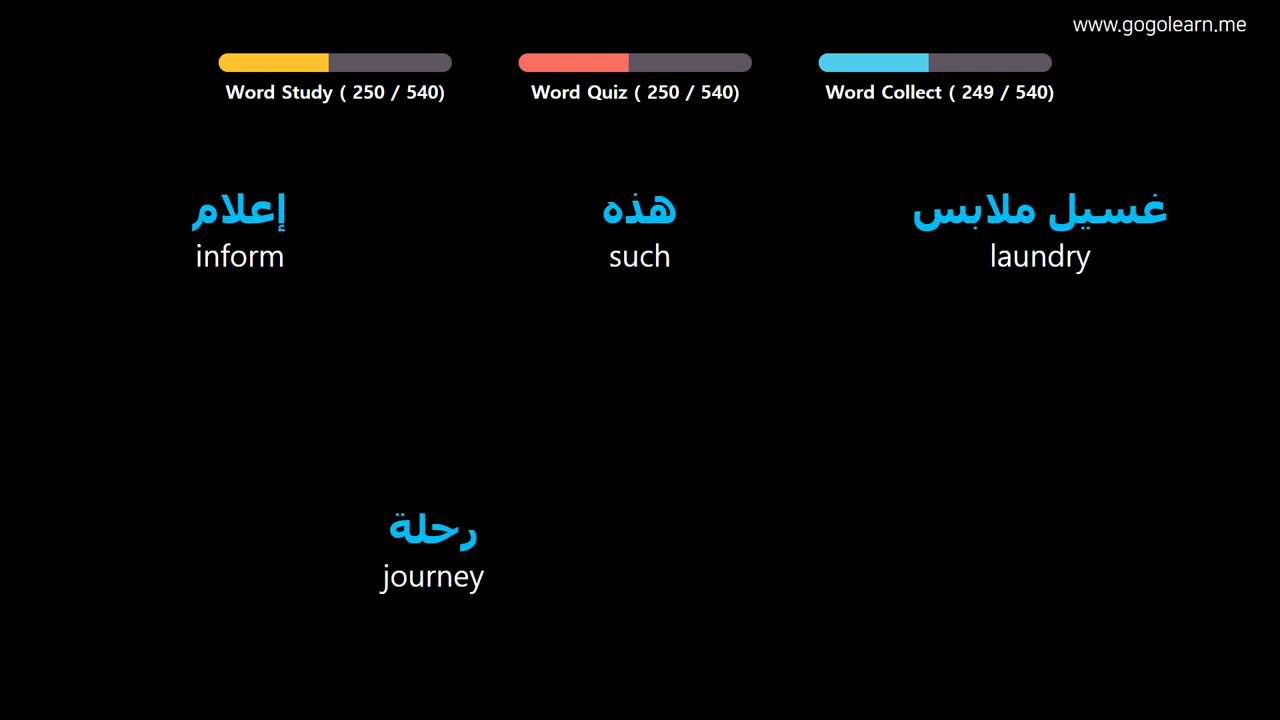 www.gogolearn.me
Word Study ( 250 / 540)
Word Quiz ( 250 / 540)
Word Collect ( 249 / 540)
إعلام
inform
هذه
such
غسيل ملابس
laundry
رحلة
journey